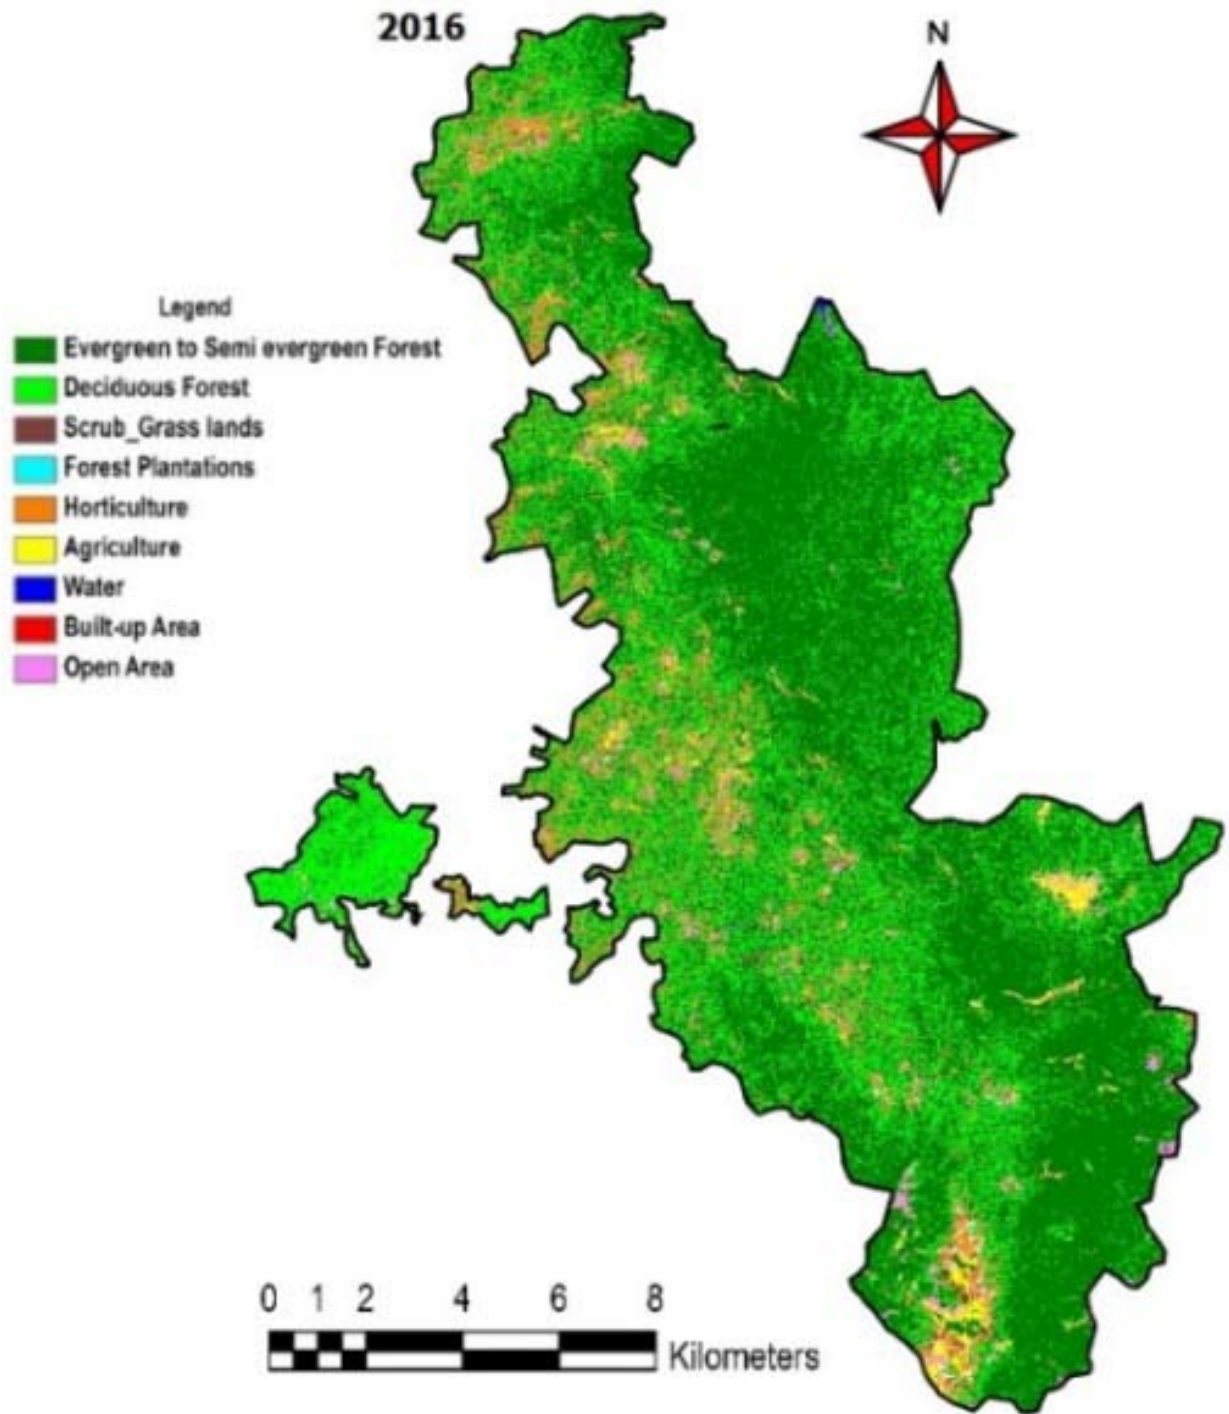 2016
N
Legend
Evergreen to Semi evergreen Forest
Deciduous Forest
Scrub_Grass lands
Forest Plantations
Horticulture
Agriculture
Water
Built-up Area
Open Area
0 1 2 4 6 8
Kilometers